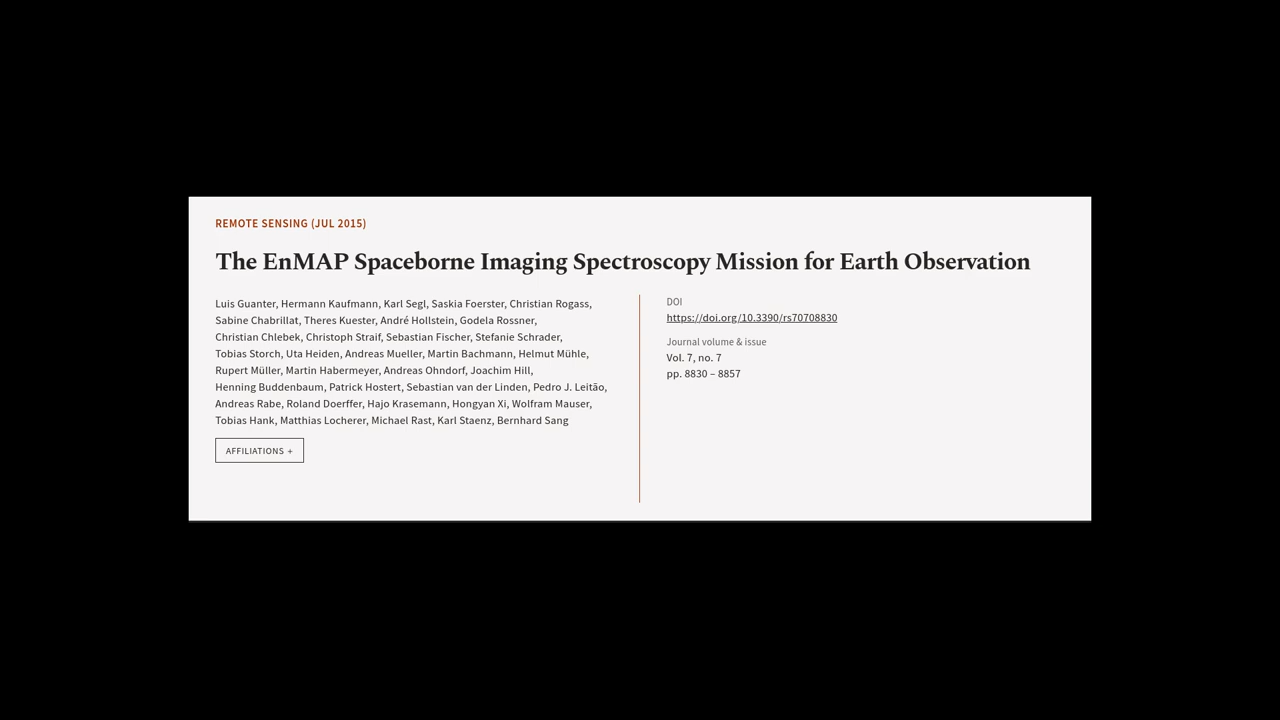 REMOTE SENSING (JUL 2015)
The EnMAP Spaceborne Imaging Spectroscopy Mission for Earth Observation
Luis Guanter, Hermann Kaufmann, Karl Segl, Saskia Foerster, Christian Rogass,
Sabine Chabrillat, Theres Kuester, André Hollstein, Godela Rossner,
Christian Chlebek, Christoph Straif, Sebastian Fischer, Stefanie Schrader,
Tobias Storch, Uta Heiden, Andreas Mueller, Martin Bachmann, Helmut Mühle,
Rupert Müller, Martin Habermeyer, Andreas Ohndorf, Joachim Hill,
Henning Buddenbaum, Patrick Hostert, Sebastian van der Linden, Pedro J. Leitão,
Andreas Rabe, Roland Doerffer, Hajo Krasemann, Hongyan Xi, Wolfram Mauser,
Tobias Hank, Matthias Locherer, Michael Rast, Karl Staenz, Bernhard Sang
AFFILIATIONS +
DOI
https://doi.org/10.3390/rs70708830
Journal volume & issue
Vol. 7, no. 7
pp. 8830 – 8857